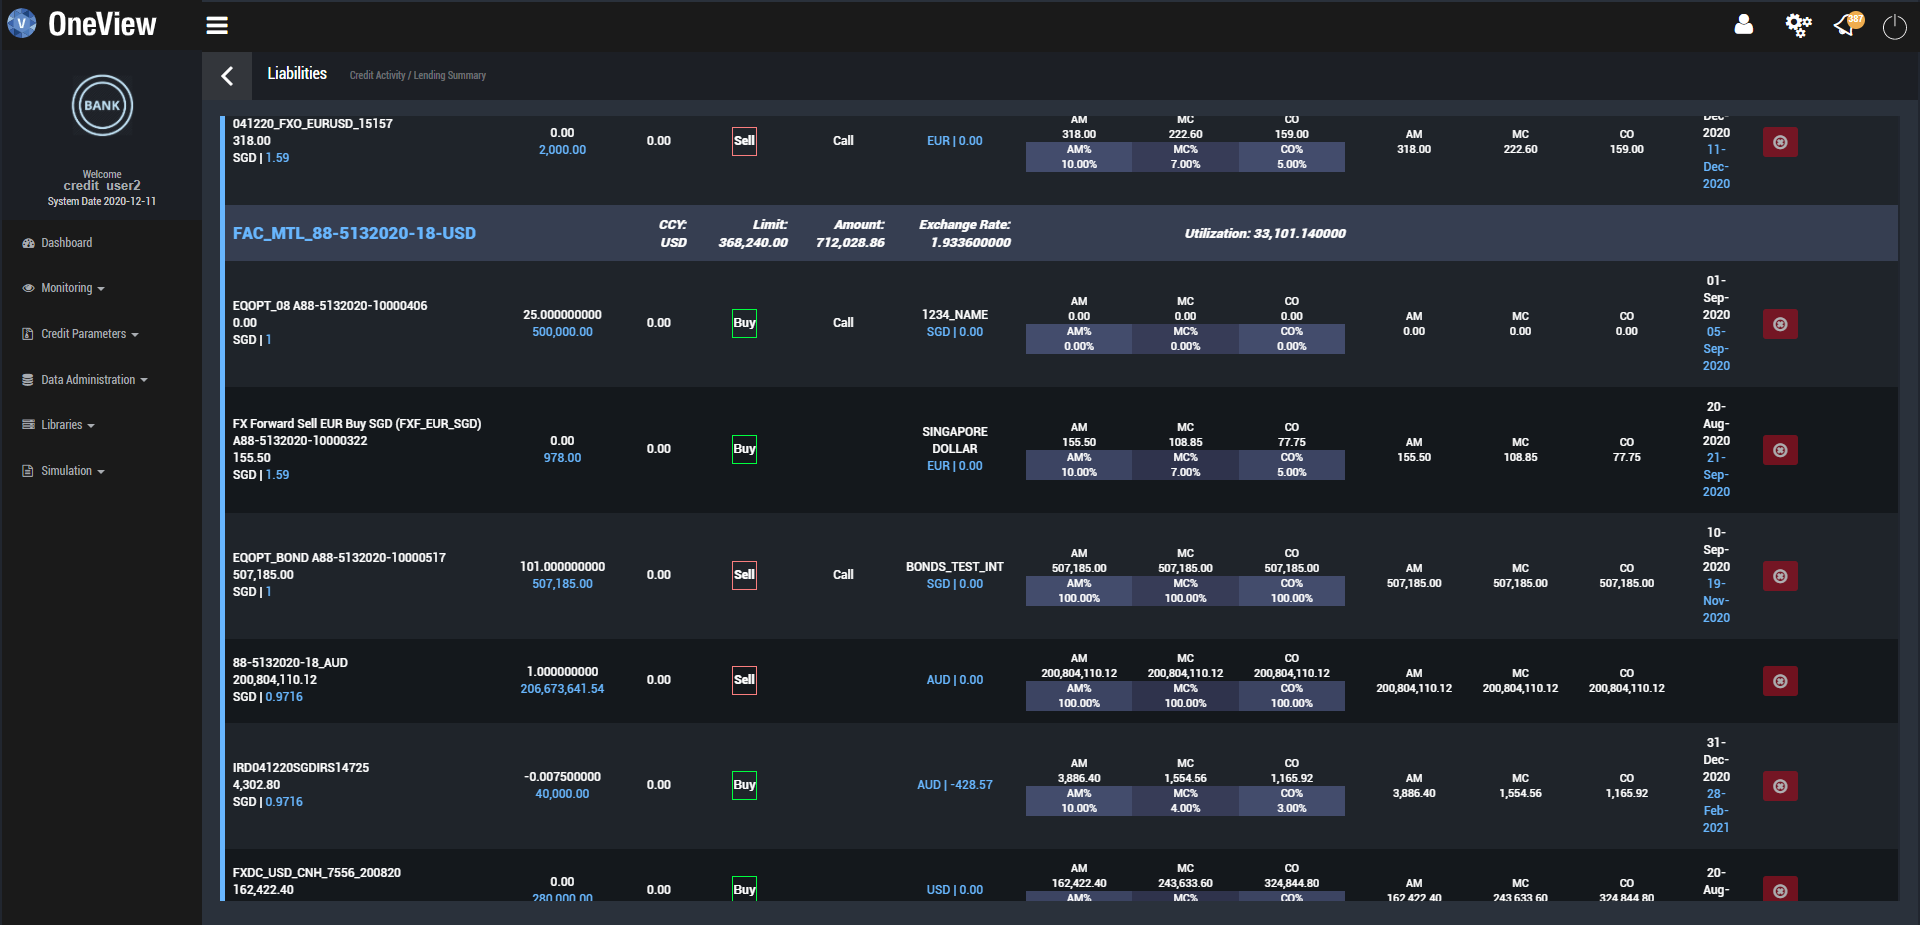 V OneView
387
Liabilities Credit Activity / Lending Summary
BANK
Welcome
credit_user2
System Date 2020-12-11
Dashboard
Monitoring
Credit Parameters
Data Administration
Libraries
Simulation
041220_FXO_EURUSD_15157
318.00
SGD | 1.59
0.00
2,000.00
0.00
Sell
Call
EUR | 0.00
AM MC CO
318.00 222.60 159.00
AM% MC% CO%
10.00% 7.00% 5.00%
AM MC CO
318.00 222.60 159.00
Dec-
2020
11-
Dec-
2020
FAC_MTL_88-5132020-18-USD
CCY:
USD
Limit:
368,240.00
Amount:
712,028.86
Exchange Rate:
1.933600000
Utilization: 33,101.140000
EQOPT_08 A88-5132020-10000406
0.00
SGD | 1
25.000000000
500,000.00
0.00
Buy
Call
1234_NAME
SGD | 0.00
AM MC CO
0.00 0.00 0.00
AM% MC% CO%
0.00% 0.00% 0.00%
AM MC CO
0.00 0.00 0.00
01-
Sep-
2020
05-
Sep-
2020
FX Forward Sell EUR Buy SGD (FXF_EUR_SGD)
A88-5132020-10000322
155.50
SGD | 1.59
0.00
978.00
0.00
Buy
SINGAPORE
DOLLAR
EUR | 0.00
AM MC CO
155.50 108.85 77.75
AM% MC% CO%
10.00% 7.00% 5.00%
AM MC CO
155.50 108.85 77.75
20-
Aug-
2020
21-
Sep-
2020
EQOPT_BOND A88-5132020-10000517
507,185.00
SGD | 1
101.000000000
507,185.00
0.00
Sell
Call
BONDS_TEST_INT
SGD | 0.00
AM MC CO
507,185.00 507,185.00 507,185.00
AM% MC% CO%
100.00% 100.00% 100.00%
AM MC CO
507,185.00 507,185.00 507,185.00
10-
Sep-
2020
19-
Nov-
2020
88-5132020-18_AUD
200,804,110.12
SGD | 0.9716
1.000000000
206,673,641.54
0.00
Sell
AUD | 0.00
AM MC CO
200,804,110.12 200,804,110.12 200,804,110.12
AM% MC% CO%
100.00% 100.00% 100.00%
AM MC CO
200,804,110.12 200,804,110.12 200,804,110.12
IRD041220SGDIRS14725
4,302.80
SGD | 0.9716
-0.007500000
40,000.00
0.00
Buy
AUD | -428.57
AM MC CO
3,886.40 1,554.56 1,165.92
AM% MC% CO%
10.00% 4.00% 3.00%
AM MC CO
3,886.40 1,554.56 1,165.92
31-
Dec-
2020
28-
Feb-
2021
FXDC_USD_CNH_7556_200820
162,422.40
0.00
280,000.00
0.00
Buy
USD | 0.00
AM MC CO
162,422.40 243,633.60 324,844.80
AM% MC% CO%
AM MC CO
162,422.40 243,633.60 324,844.80
20-
Aug-